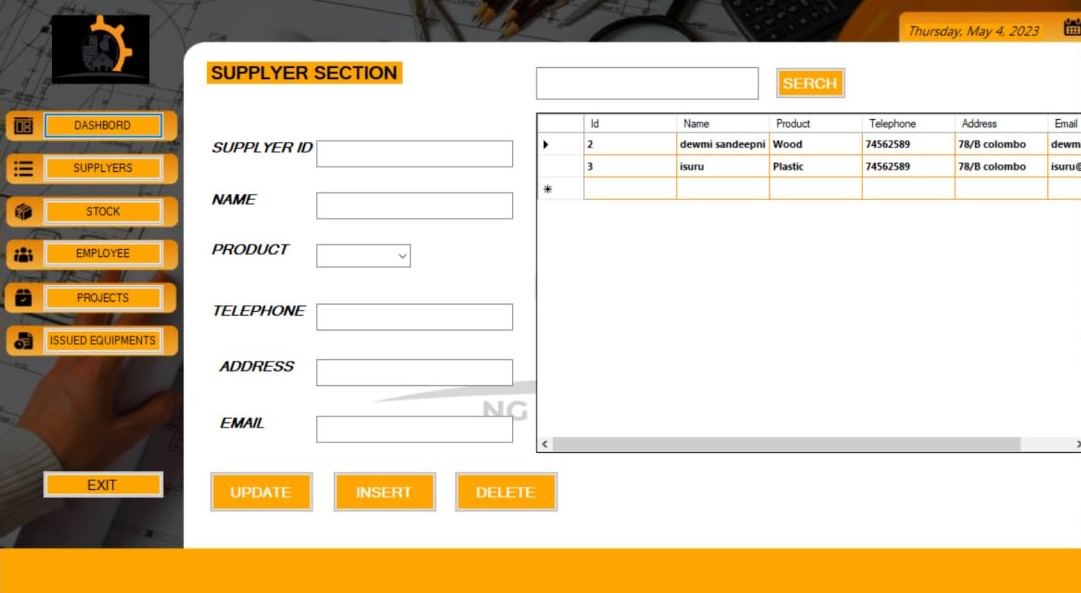 Thursday, May 4, 2023
SUPPLYER SECTION
SERCH
DASHBORD
SUPPLYERS
STOCK
EMPLOYEE
PROJECTS
ISSUED EQUIPMENTS
EXIT
SUPPLYER ID
NAME
PRODUCT
TELEPHONE
ADDRESS
EMAIL
NG
UPDATE INSERT DELETE
Id Name Product Telephone Address Email
2 dewmi sandeepni Wood 74562589 78/B colombo dewm
3 isuru Plastic 74562589 78/B colombo isuru@